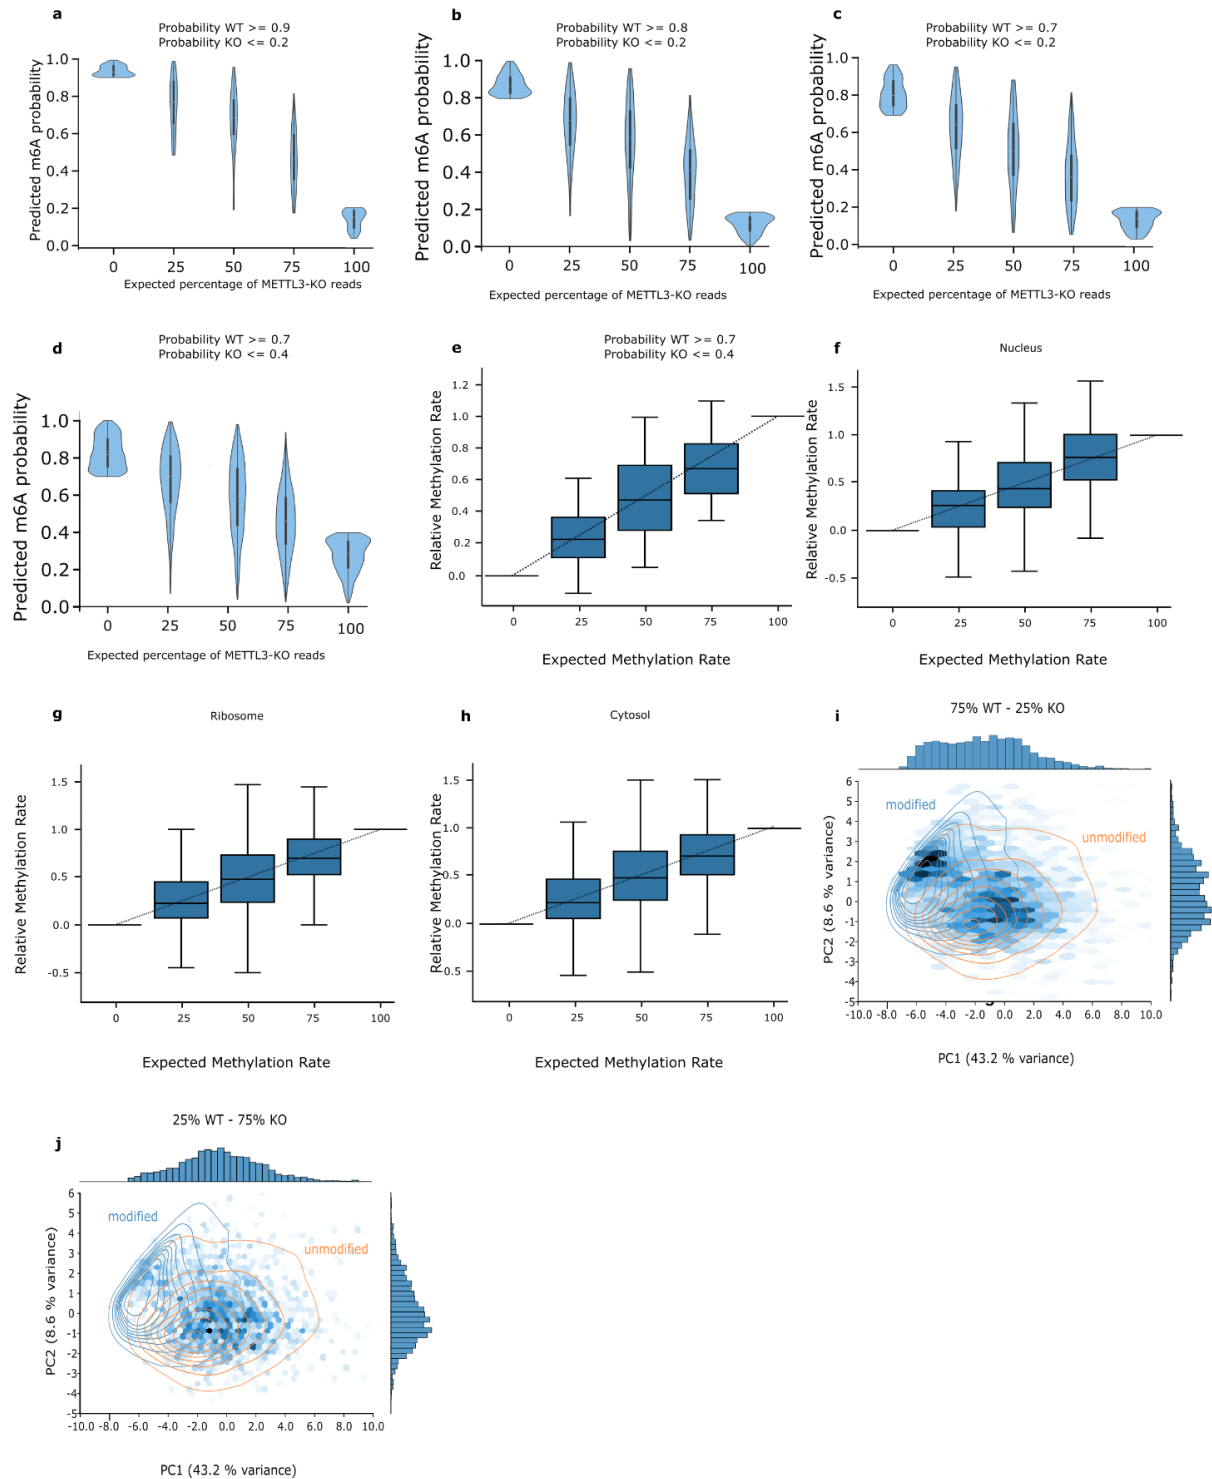 a
Probability WT >= 0.9
Probability KO <= 0.2
Predicted m6A probability
1.0
0.8
0.6
0.4
0.2
0.0
0 25 50 75 100
Expected percentage of METTL3-KO reads
b
Probability WT >= 0.8
Probability KO <= 0.2
Predicted m6A probability
1.0
0.8
0.6
0.4
0.2
0.0
0 25 50 75 100
Expected percentage of METTL3-KO reads
c
Probability WT >= 0.7
Probability KO <= 0.2
Predicted m6A probability
1.0
0.8
0.6
0.4
0.2
0.0
0 25 50 75 100
Expected percentage of METTL3-KO reads
d
Probability WT >= 0.7
Probability KO <= 0.4
Predicted m6A probability
1.0
0.8
0.6
0.4
0.2
0.0
0 25 50 75 100
Expected percentage of METTL3-KO reads
e
Probability WT >= 0.7
Probability KO <= 0.4
Relative Methylation Rate
1.2
1.0
0.8
0.6
0.4
0.2
0.0
0 25 50 75 100
Expected Methylation Rate
f
Nucleus
Relative Methylation Rate
1.5
1.0
0.5
0.0
-0.5
0 25 50 75 100
Expected Methylation Rate
g
Ribosome
Relative Methylation Rate
1.5
1.0
0.5
0.0
-0.5
0 25 50 75 100
Expected Methylation Rate
h
Cytosol
Relative Methylation Rate
1.5
1.0
0.5
0.0
-0.5
0 25 50 75 100
Expected Methylation Rate
i
75% WT - 25% KO
modified
unmodified
PC2 (8.6 % variance)
6
5
4
3
2
1
0
-1
-2
-3
-4
-5
-10.0 -8.0 -6.0 -4.0 -2.0 0.0 2.0 4.0 6.0 8.0 10.0
PC1 (43.2 % variance)
j
25% WT - 75% KO
modified
unmodified
PC2 (8.6 % variance)
6
5
4
3
2
1
0
-1
-2
-3
-4
-5
-10.0 -8.0 -6.0 -4.0 -2.0 0.0 2.0 4.0 6.0 8.0 10.0
PC1 (43.2 % variance)